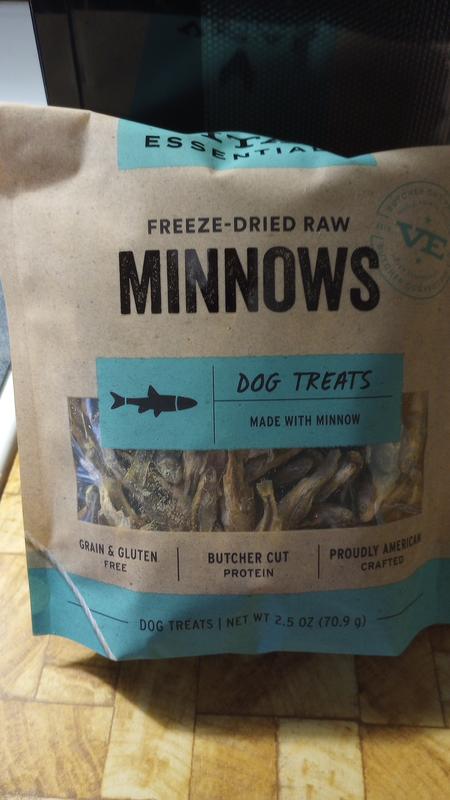 ESSENTIAL
FREEZE-DRIED RAW
MINNOWS
VE
DOG TREATS
MADE WITH MINNOW
GRAIN & GLUTEN
FREE
BUTCHER CUT
PROTEIN
PROUDLY AMERICAN
CRAFTED
DOG TREATS | NET WT 2.5 OZ (70.9 g)